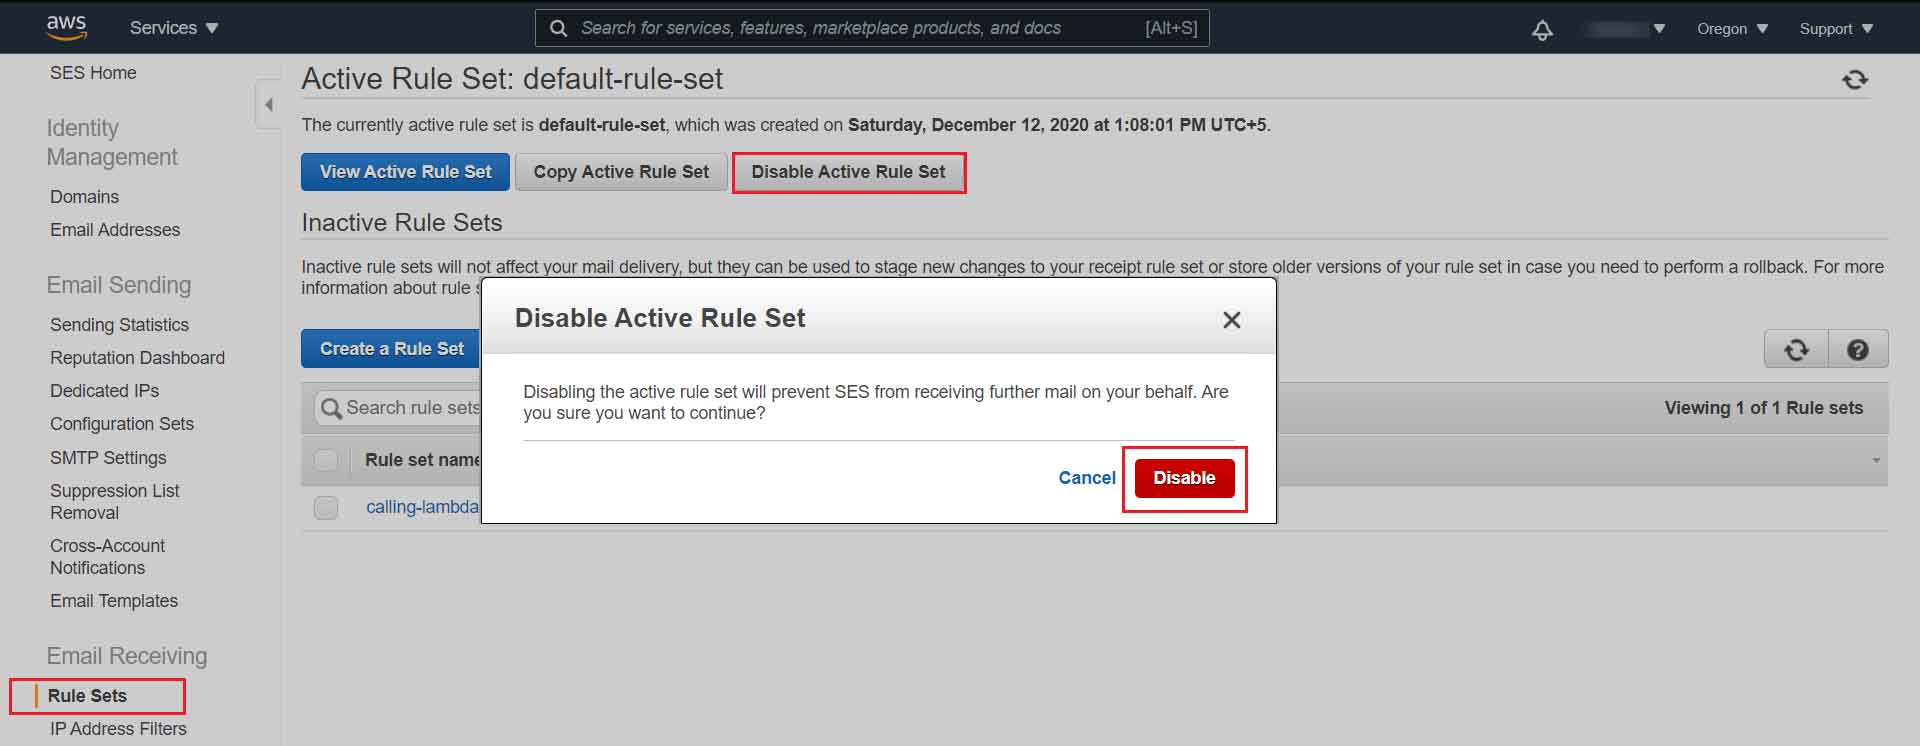 aws
Services
Search for services, features, marketplace products, and docs
[Alt+S]
Oregon
Support
SES Home
Identity
Management
Domains
Email Addresses
Email Sending
Sending Statistics
Reputation Dashboard
Dedicated IPs
Configuration Sets
SMTP Settings
Suppression List
Removal
Cross-Account
Notifications
Email Templates
Email Receiving
Rule Sets
IP Address Filters
Active Rule Set: default-rule-set
The currently active rule set is default-rule-set, which was created on Saturday, December 12, 2020 at 1:08:01 PM UTC+5.
View Active Rule Set
Copy Active Rule Set
Disable Active Rule Set
Inactive Rule Sets
Inactive rule sets will not affect your mail delivery, but they can be used to stage new changes to your receipt rule set or store older versions of your rule set in case you need to perform a rollback. For more
information about rule
Create a Rule Set
Search rule sets
Viewing 1 of 1 Rule sets
Rule set name
calling-lambda
Disable Active Rule Set
Disabling the active rule set will prevent SES from receiving further mail on your behalf. Are
you sure you want to continue?
Cancel
Disable